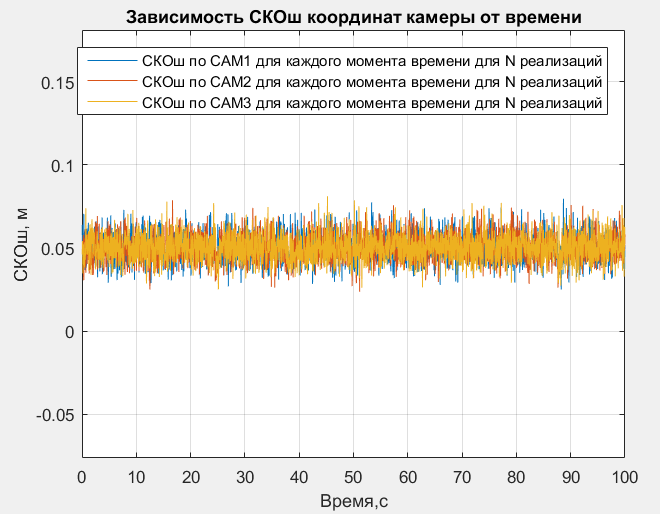 Зависимость СКОш координат камеры от времени
СКОш по CAM1 для каждого момента времени для N реализаций
СКОш по CAM2 для каждого момента времени для N реализаций
СКОш по CAM3 для каждого момента времени для N реализаций
0.15
0.1
0.05
0
-0.05
СКОш, м
0 10 20 30 40 50 60 70 80 90 100
Время,с